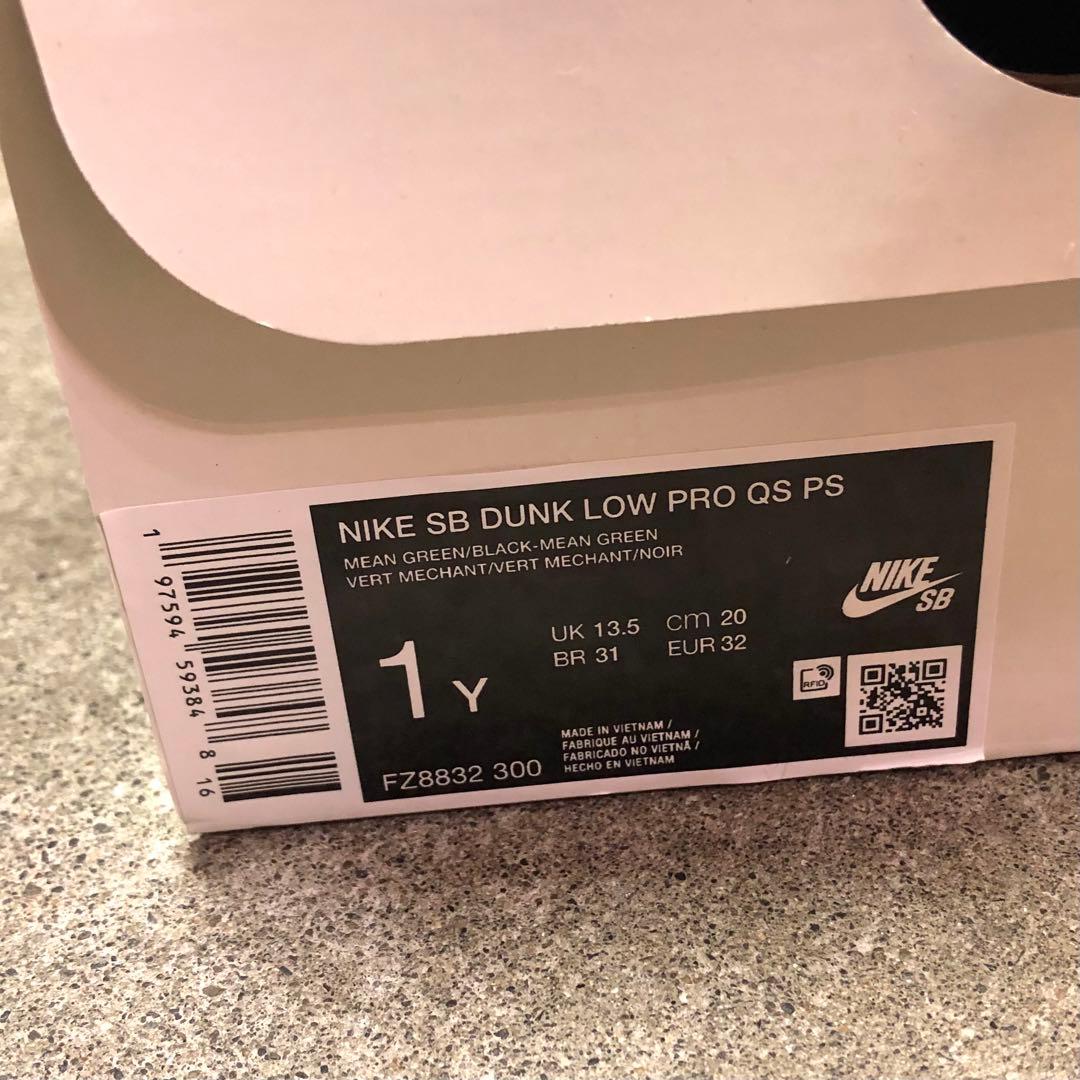 NIKE SB DUNK LOW PRO QS PS
MEAN GREEN/BLACK-MEAN GREEN
VERT MECHANT/VERT MECHANT/NOIR
1 Y
UK 13.5 cm 20
BR 31 EUR 32
NIKE
SB
RFID
MADE IN VIETNAM /
FABRIQUE AU VIETNAM /
FABRICADO NO VIETNÃ /
HECHO EN VIETNAM
FZ8832 300
1 97594 59384 8 16